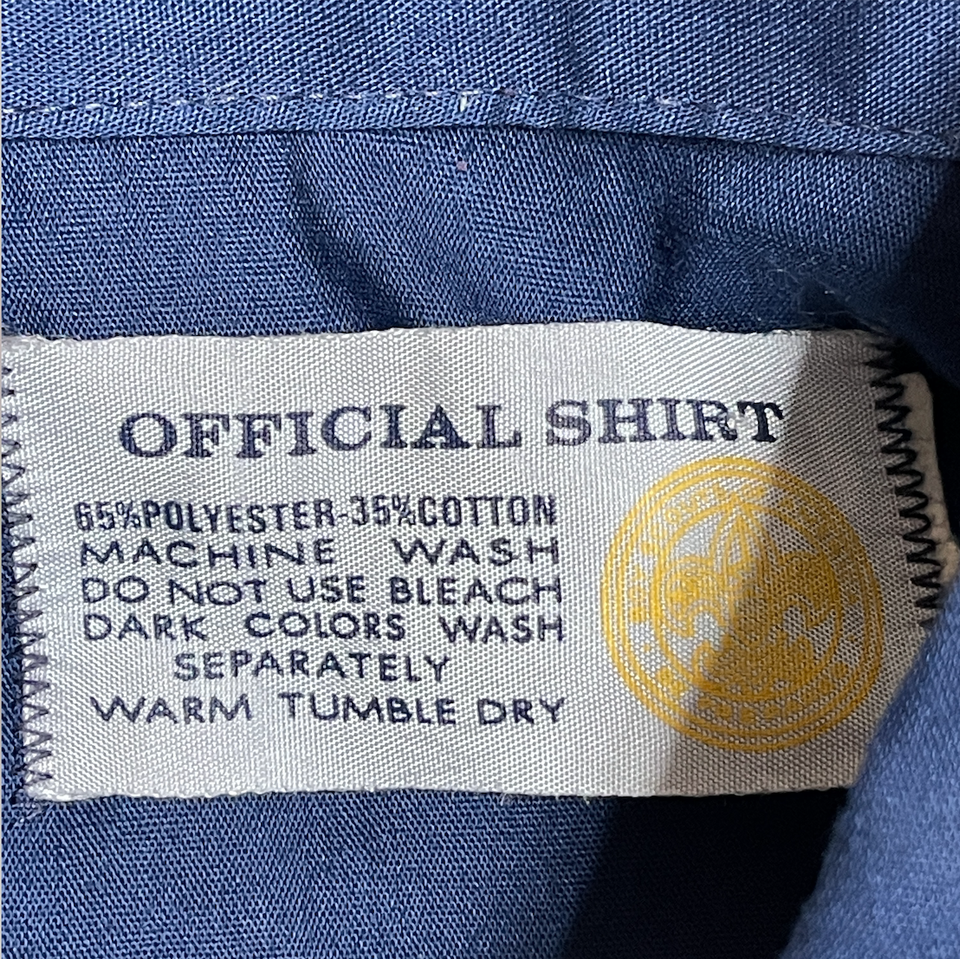 OFFICIAL SHIRT
65%POLYESTER-35%COTTON
MACHINE WASH
DO NOT USE BLEACH
DARK COLORS WASH
SEPARATELY
WARM TUMBLE DRY